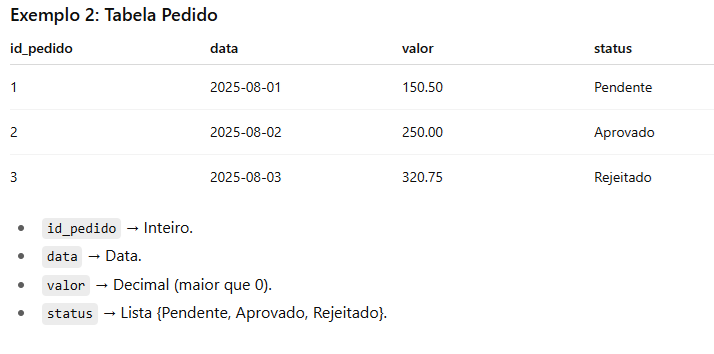 Exemplo 2: Tabela Pedido
id_pedido data valor status
1 2025-08-01 150.50 Pendente
2 2025-08-02 250.00 Aprovado
3 2025-08-03 320.75 Rejeitado
• id_pedido → Inteiro.
• data → Data.
• valor → Decimal (maior que 0).
• status → Lista {Pendente, Aprovado, Rejeitado}.